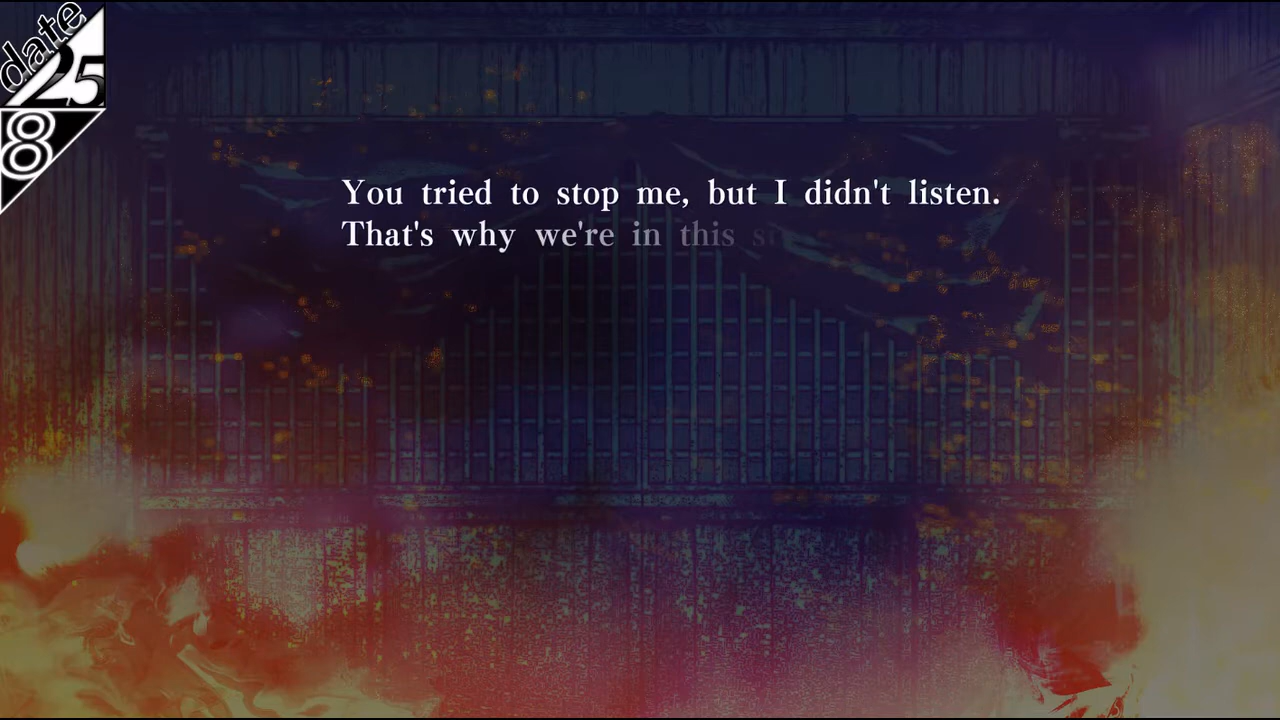 date
25
8
You tried to stop me, but I didn't listen.
That's why we're in this